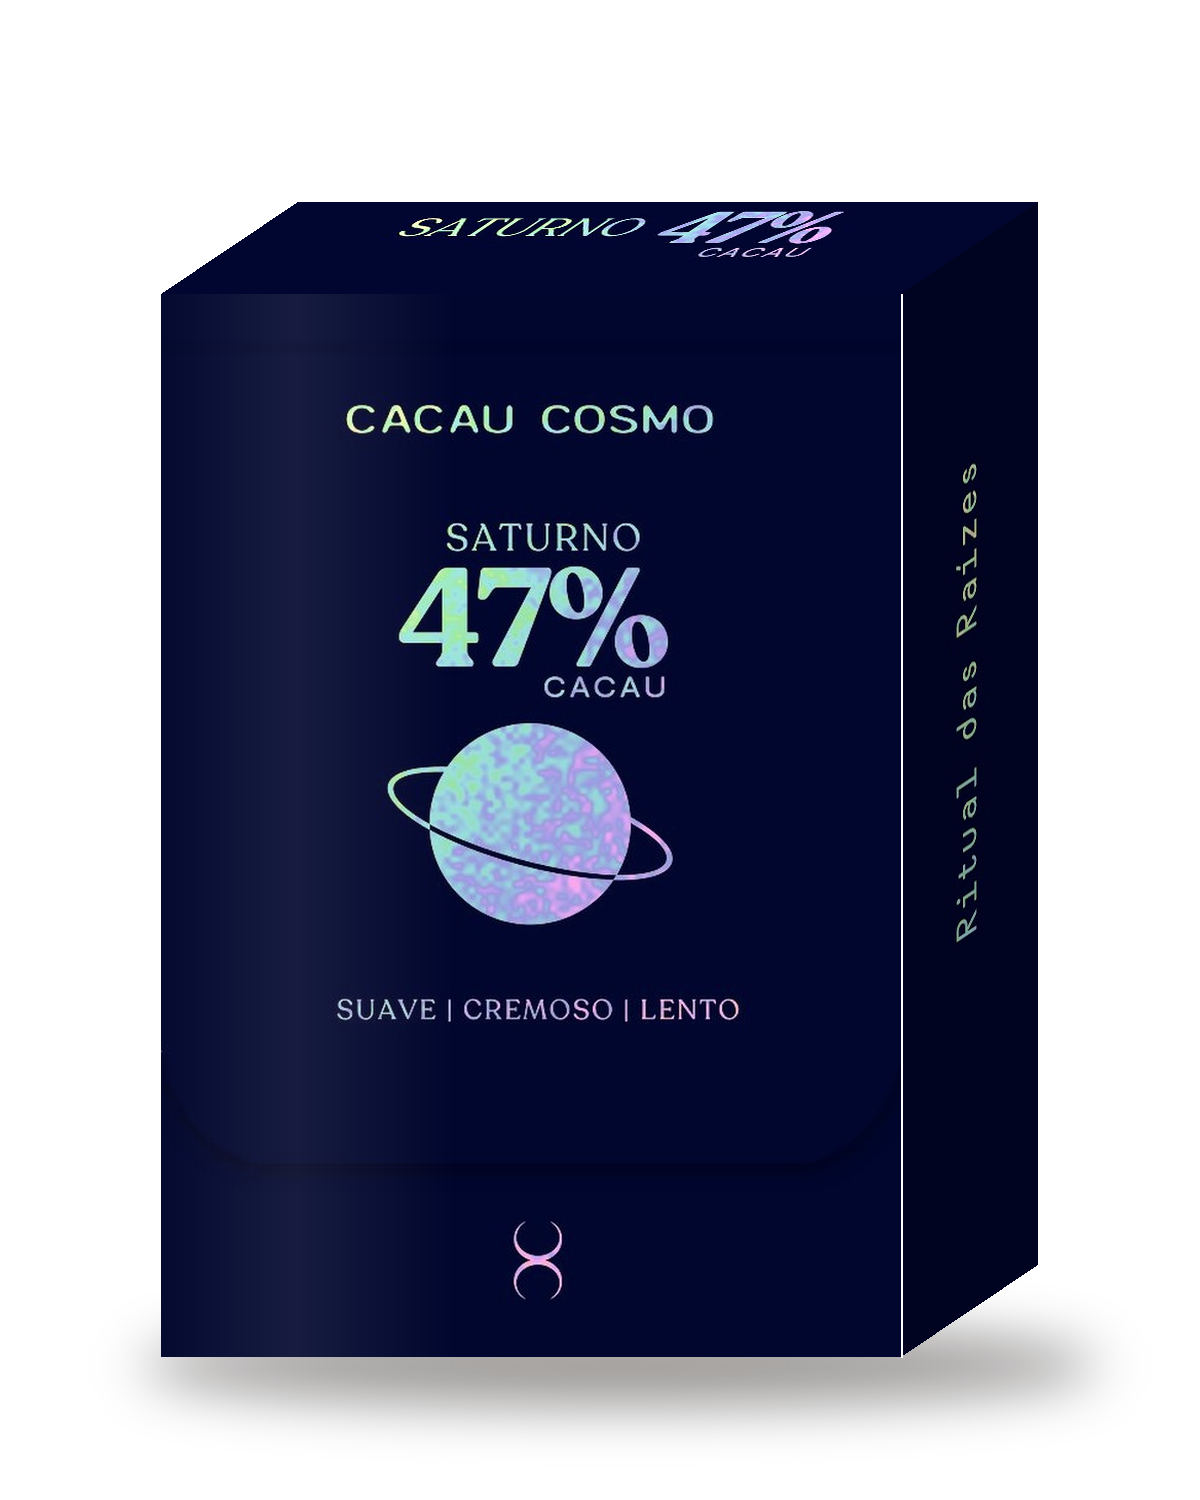 SATURNO 47%
CACAU
CACAU COSMO
SATURNO
47%
CACAU
SUAVE | CREMOSO | LENTO
Ritual das Raizes